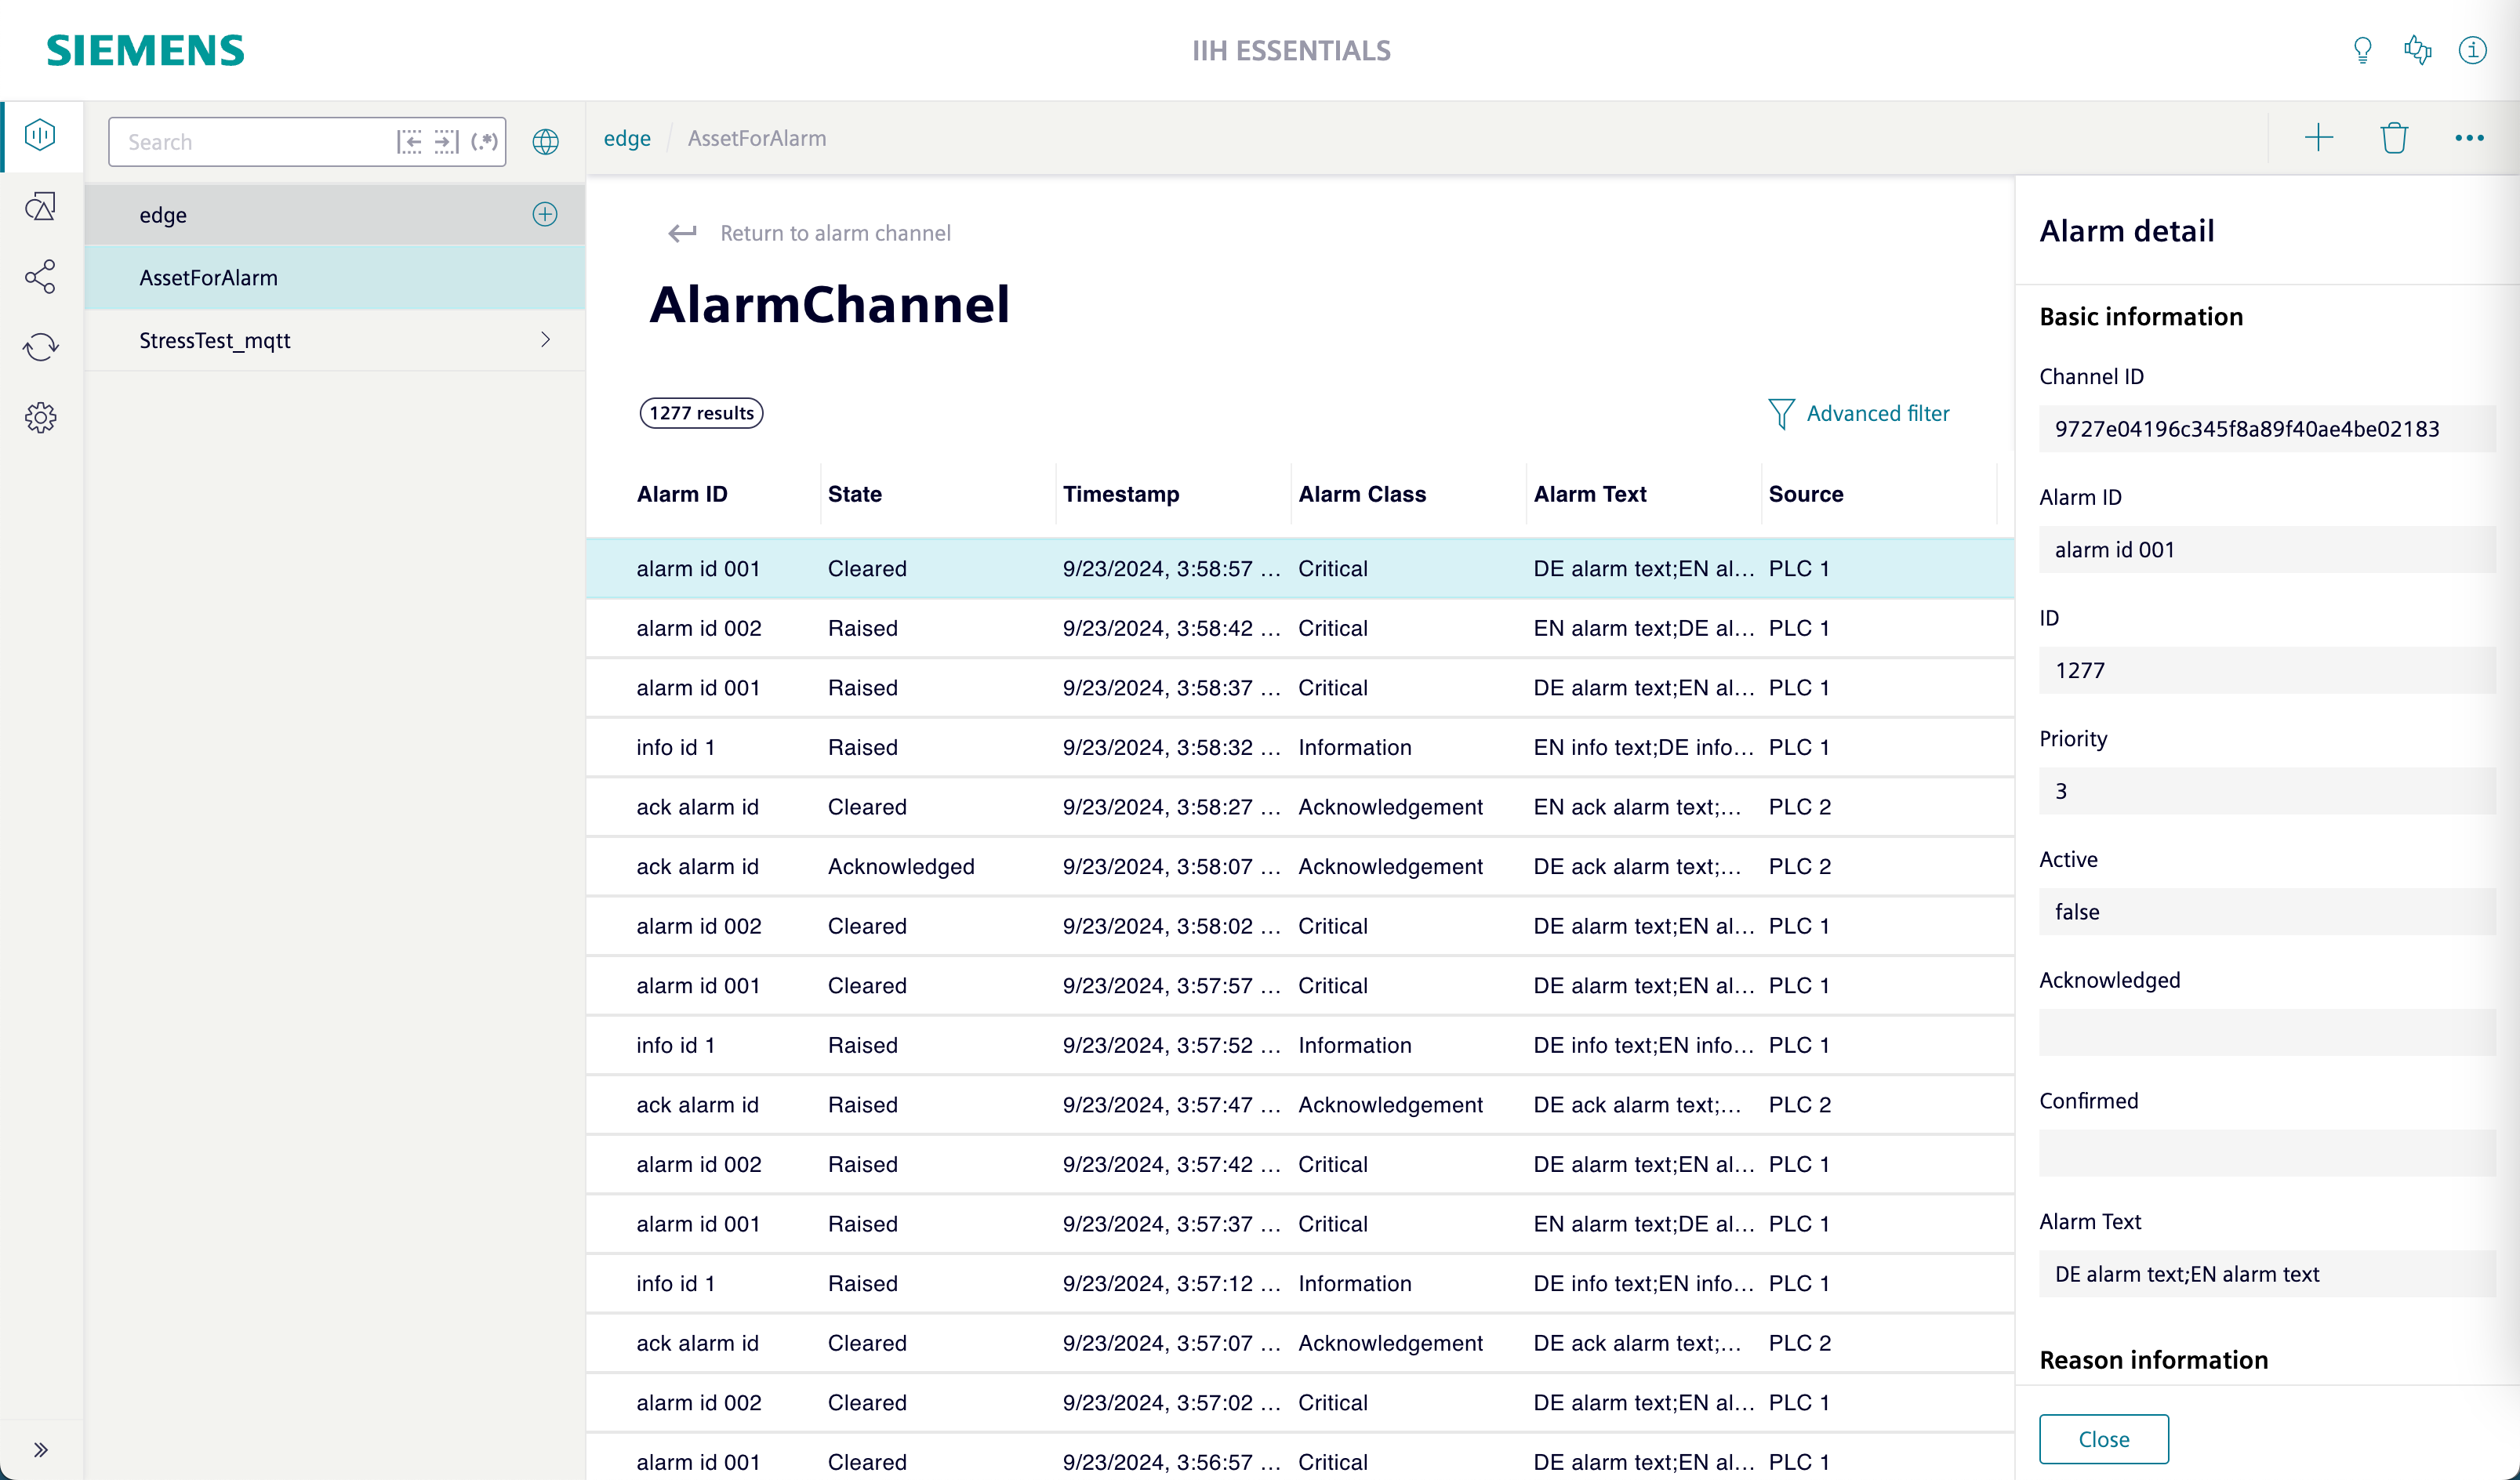 SIEMENS
IIH ESSENTIALS
Search
(.*)
edge
AssetForAlarm
StressTest_mqtt
edge / AssetForAlarm
Return to alarm channel
AlarmChannel
1277 results
Advanced filter
Alarm ID State Timestamp Alarm Class Alarm Text Source
alarm id 001 Cleared 9/23/2024, 3:58:57 … Critical DE alarm text;EN al… PLC 1
alarm id 002 Raised 9/23/2024, 3:58:42 … Critical EN alarm text;DE al… PLC 1
alarm id 001 Raised 9/23/2024, 3:58:37 … Critical DE alarm text;EN al… PLC 1
info id 1 Raised 9/23/2024, 3:58:32 … Information EN info text;DE info… PLC 1
ack alarm id Cleared 9/23/2024, 3:58:27 … Acknowledgement EN ack alarm text;… PLC 2
ack alarm id Acknowledged 9/23/2024, 3:58:07 … Acknowledgement DE ack alarm text;… PLC 2
alarm id 002 Cleared 9/23/2024, 3:58:02 … Critical DE alarm text;EN al… PLC 1
alarm id 001 Cleared 9/23/2024, 3:57:57 … Critical DE alarm text;EN al… PLC 1
info id 1 Raised 9/23/2024, 3:57:52 … Information DE info text;EN info… PLC 1
ack alarm id Raised 9/23/2024, 3:57:47 … Acknowledgement DE ack alarm text;… PLC 2
alarm id 002 Raised 9/23/2024, 3:57:42 … Critical DE alarm text;EN al… PLC 1
alarm id 001 Raised 9/23/2024, 3:57:37 … Critical EN alarm text;DE al… PLC 1
info id 1 Raised 9/23/2024, 3:57:12 … Information DE info text;EN info… PLC 1
ack alarm id Cleared 9/23/2024, 3:57:07 … Acknowledgement DE ack alarm text;… PLC 2
alarm id 002 Cleared 9/23/2024, 3:57:02 … Critical DE alarm text;EN al… PLC 1
alarm id 001 Cleared 9/23/2024, 3:56:57 … Critical DE alarm text;EN al… PLC 1
Alarm detail
Basic information
Channel ID
9727e04196c345f8a89f40ae4be02183
Alarm ID
alarm id 001
ID
1277
Priority
3
Active
false
Acknowledged
Confirmed
Alarm Text
DE alarm text;EN alarm text
Reason information
Close